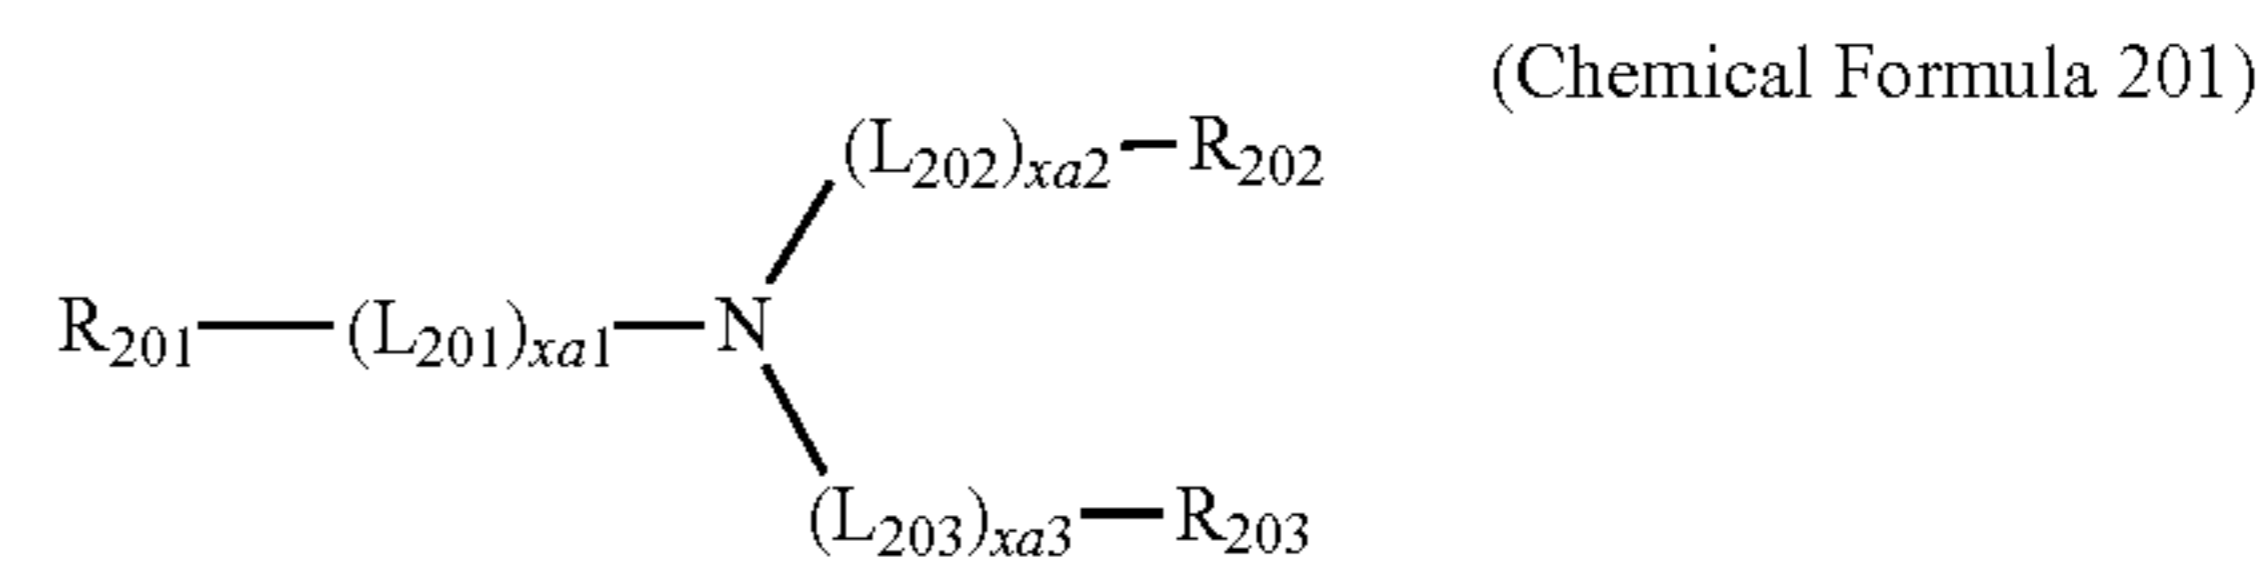 (Chemical Formula 201)
(L202)xa2—R202
R201—(L201)xa1—N
(L203)xa3—R203